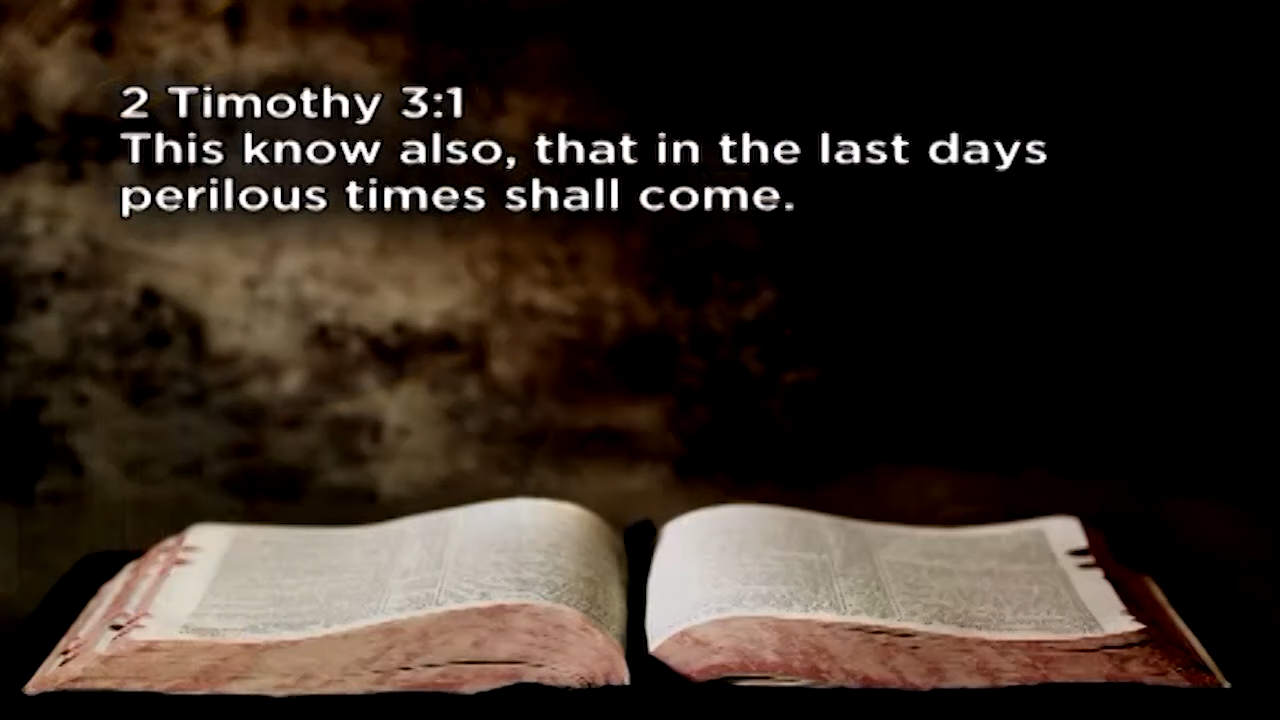 2 Timothy 3:1
This know also, that in the last days
perilous times shall come.